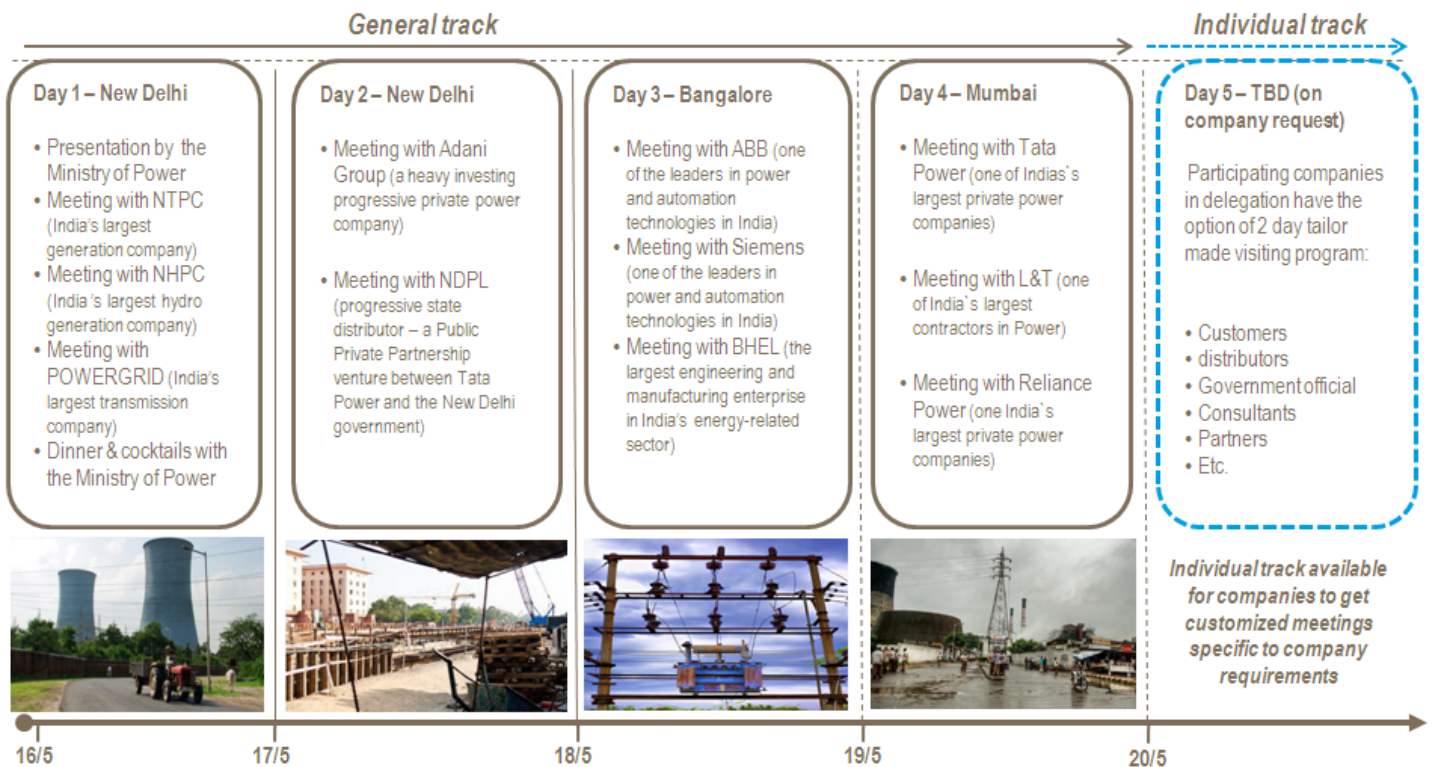 General track
Individual track
Day 1 – New Delhi
• Presentation by the
Ministry of Power
• Meeting with NTPC
(India's largest
generation company)
• Meeting with NHPC
(India 's largest hydro
generation company)
• Meeting with
POWERGRID (India's
largest transmission
company)
• Dinner & cocktails with
the Ministry of Power
Day 2 – New Delhi
• Meeting with Adani
Group (a heavy investing
progressive private power
company)
• Meeting with NDPL
(progressive state
distributor – a Public
Private Partnership
venture between Tata
Power and the New Delhi
government)
Day 3 – Bangalore
• Meeting with ABB (one
of the leaders in power
and automation
technologies in India)
• Meeting with Siemens
(one of the leaders in
power and automation
technologies in India)
• Meeting with BHEL (the
largest engineering and
manufacturing enterprise
in India's energy-related
sector)
Day 4 – Mumbai
• Meeting with Tata
Power (one of Indias`s
largest private power
companies)
• Meeting with L&T (one
of India`s largest
contractors in Power)
• Meeting with Reliance
Power (one India`s
largest private power
companies)
Day 5 – TBD (on
company request)
Participating companies
in delegation have the
option of 2 day tailor
made visiting program:
• Customers
• distributors
• Government official
• Consultants
• Partners
• Etc.
Individual track available
for companies to get
customized meetings
specific to company
requirements
16/5
17/5
18/5
19/5
20/5